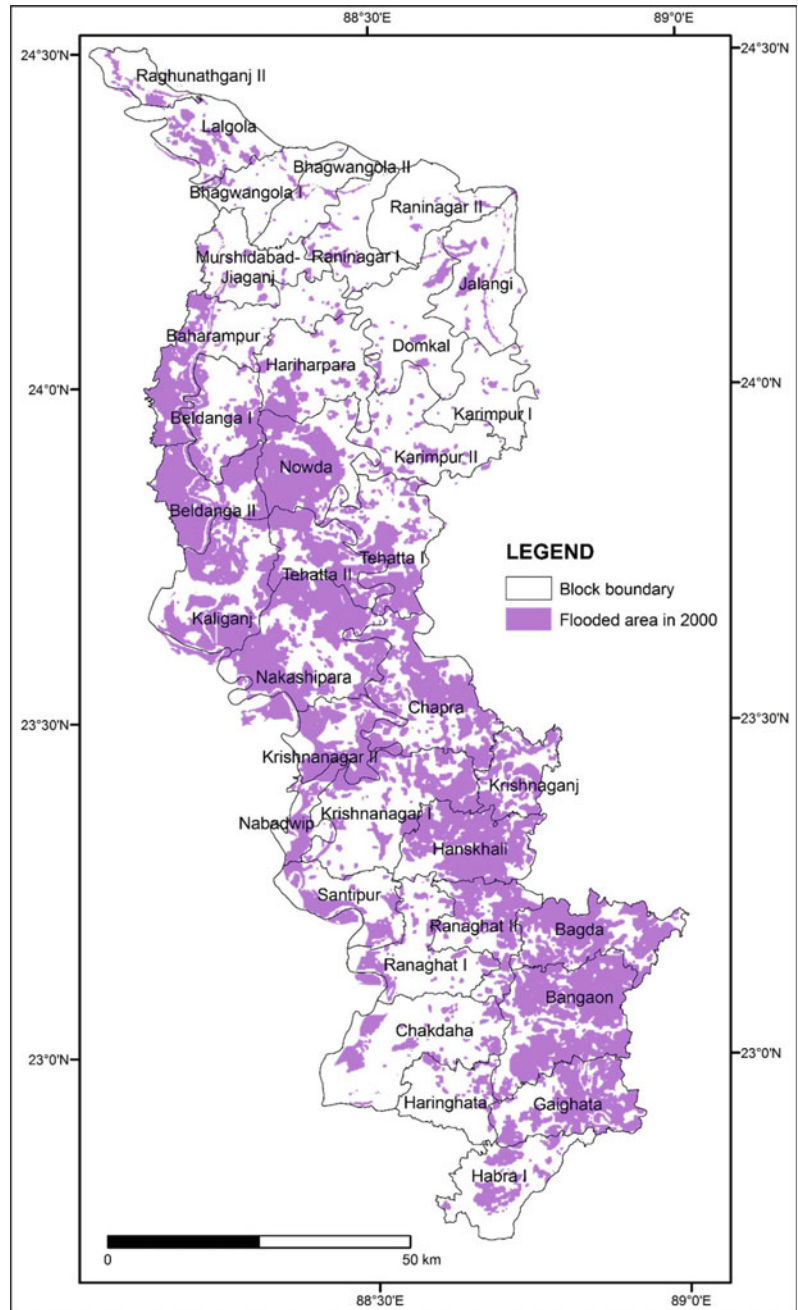 88°30'E
89°0'E
24°30'N
24°30'N
Raghunathganj II
Lalgola
Bhagwangola II
Bhagwangola I
Raninagar II
Murshidabad-
Jiaganj
Raninagar I
Jalangi
Baharampur
Domkal
Hariharpara
24°0'N
24°0'N
Beldanga I
Karimpur I
Karimpur II
Nowda
Beldanga II
Tehatta I
LEGEND
Block boundary
Flooded area in 2000
Tehatta II
Kaliganj
Nakashipara
Chapra
23°30'N
23°30'N
Krishnanagar II
Krishnaganj
Krishnanagar I
Nabadwip
Hanskhali
Santipur
Ranaghat II
Bagda
Ranaghat I
Bangaon
Chakdaha
23°0'N
23°0'N
Haringhata
Gaighata
Habra I
0
50 km
88°30'E
89°0'E